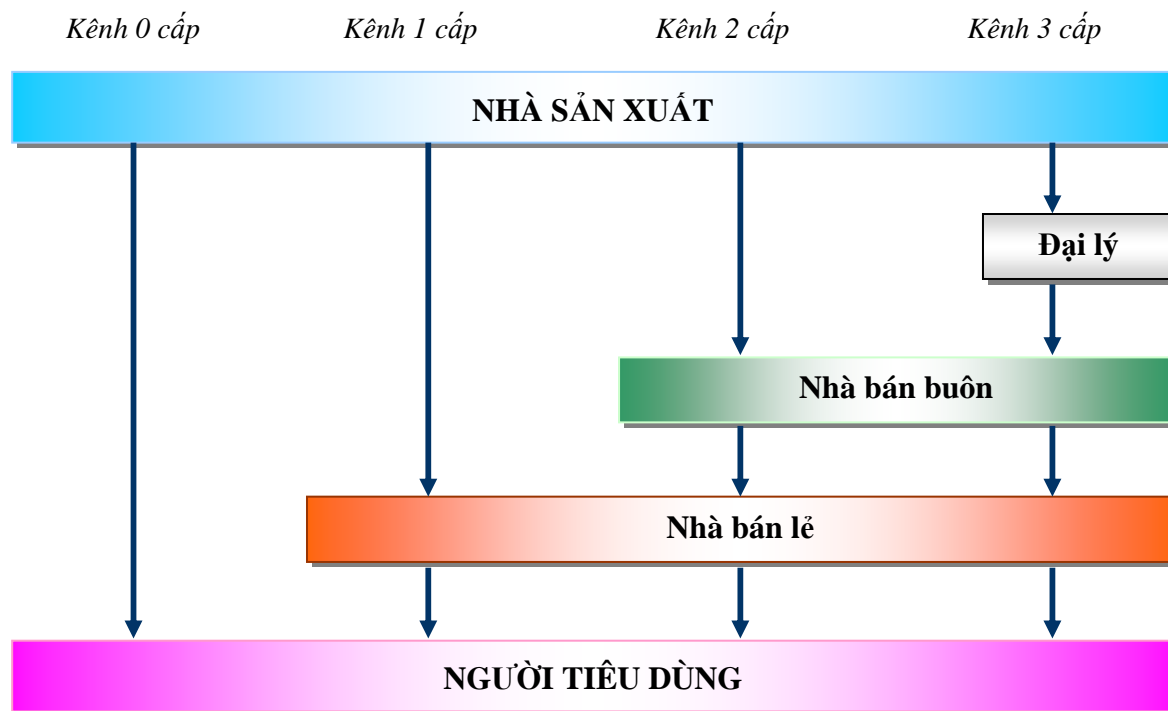 Kênh 0 cấp Kênh 1 cấp Kênh 2 cấp Kênh 3 cấp
NHÀ SẢN XUẤT
Đại lý
Nhà bán buôn
Nhà bán lẻ
NGƯỜI TIÊU DÙNG